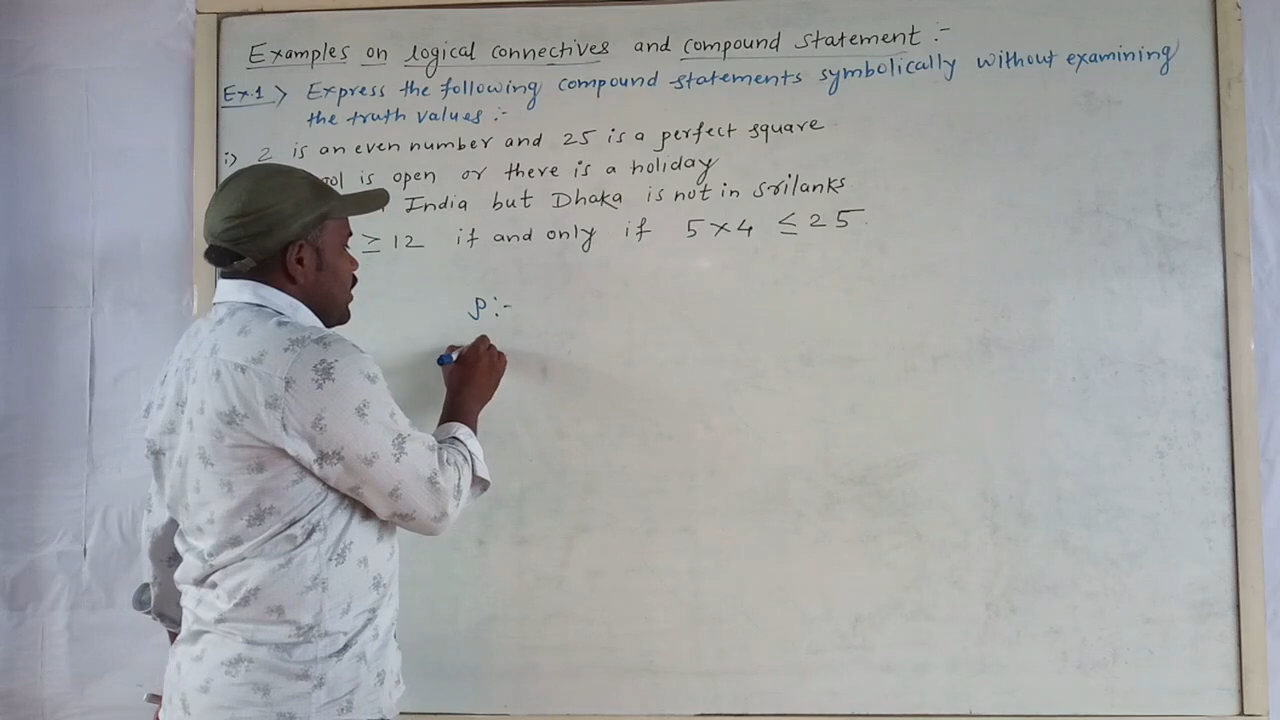 Examples on logical connectives and compound statement :-
Ex.1> Express the following compound statements symbolically without examining
the truth values :-
i> 2 is an even number and 25 is a perfect square
is open or there is a holiday
India but Dhaka is not in srilanks
≥ 12 if and only if 5×4 ≤ 25.
p:-